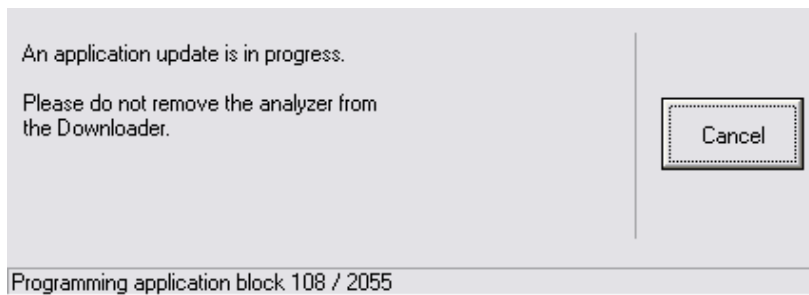 An application update is in progress.
Please do not remove the analyzer from
the Downloader.
Cancel
Programming application block 108 / 2055